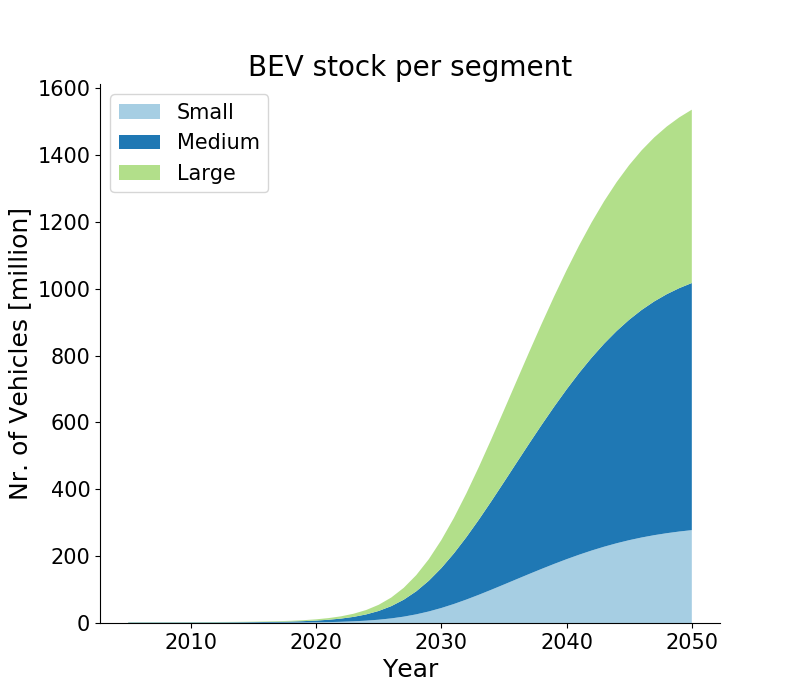 BEV stock per segment
Small
Medium
Large
Nr. of Vehicles [million]
1600
1400
1200
1000
800
600
400
200
0
2010 2020 2030 2040 2050
Year